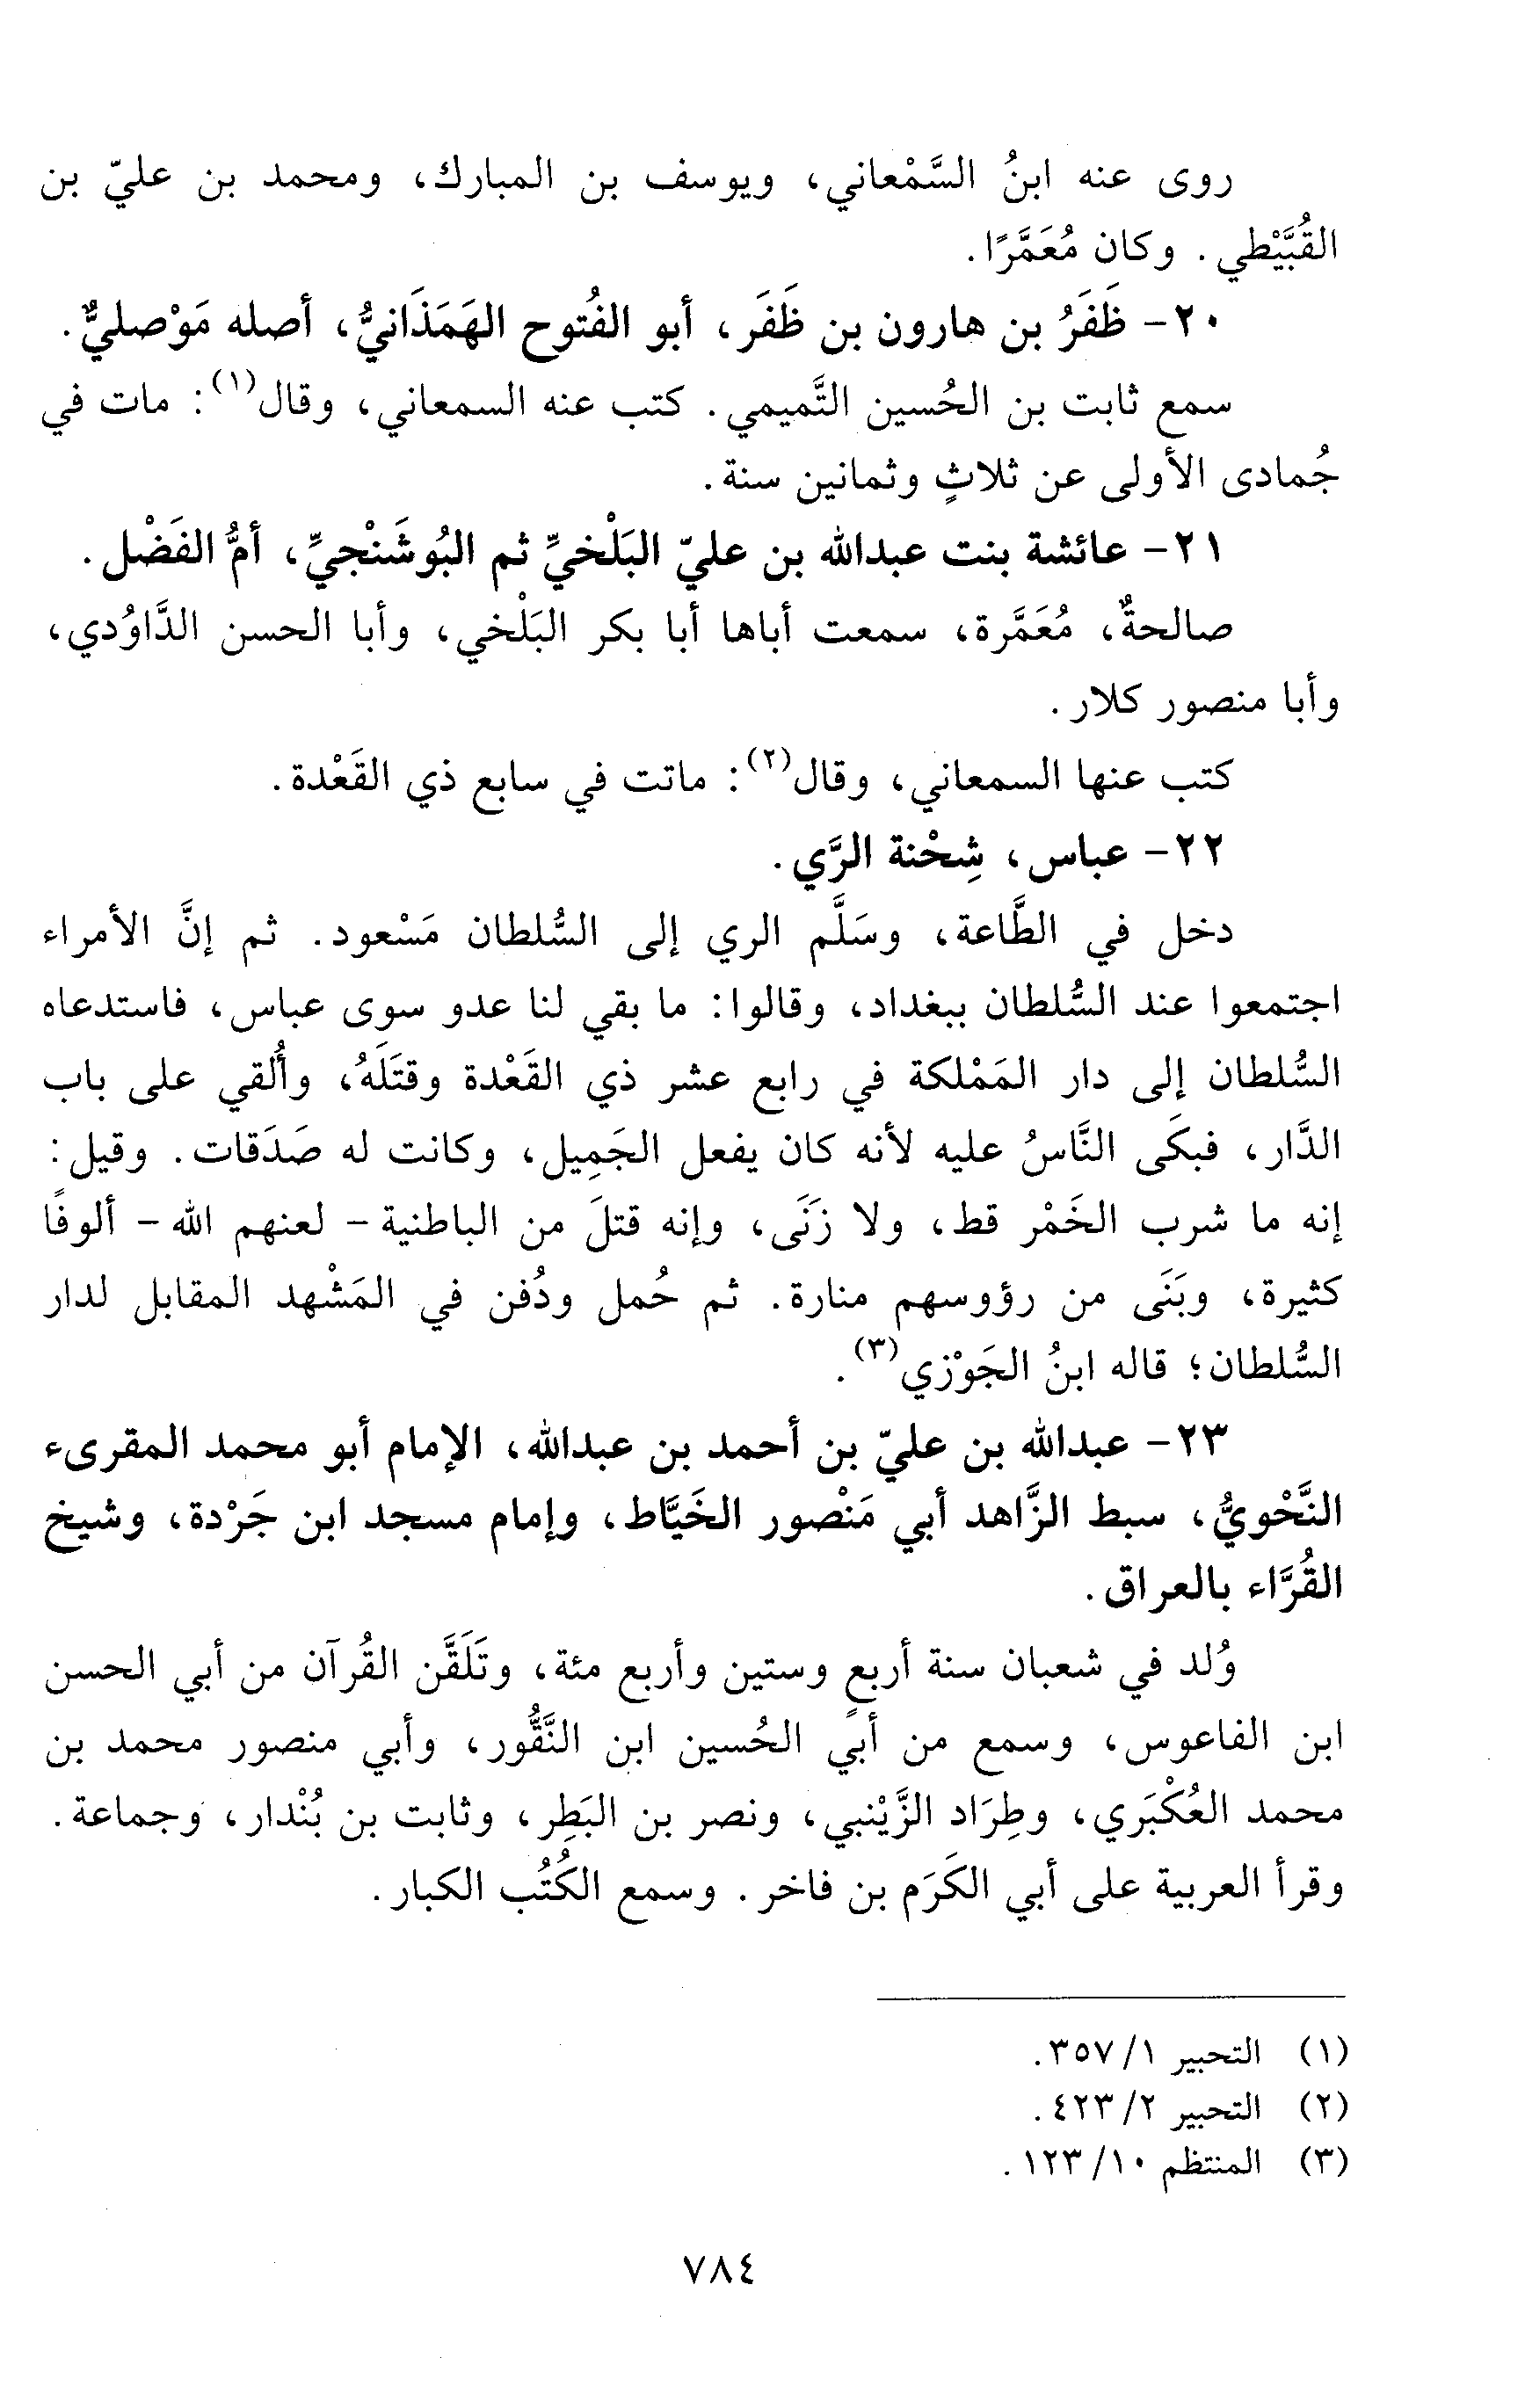 روى عنه ابنُ السَّمْعاني، ويوسف بن المبارك، ومحمد بن عليّ بن
القُبَّيْطي. وكان مُعَمَّرًا.
٢٠- ظَفَرُ بن هارون بن ظَفَر، أبو الفُتوح الهَمَذَانيُّ، أصله مَوْصليٌّ.
سمع ثابت بن الحُسين التَّميمي. كتب عنه السمعاني، وقال(١): مات في
جُمادى الأولى عن ثلاثٍ وثمانين سنة.
٢١- عائشة بنت عبدالله بن عليّ البَلْخيِّ ثم البُوشَنْجيِّ، أمُّ الفَضْل.
صالحةٌ، مُعَمَّرة، سمعت أباها أبا بكر البَلْخي، وأبا الحسن الدَّاوُدي،
وأبا منصور كلار.
كتب عنها السمعاني، وقال(٢): ماتت في سابع ذي القَعْدة.
٢٢- عباس، شِحْنة الرَّي.
دخل في الطَّاعة، وسَلَّم الري إلى السُّلطان مَسْعود. ثم إنَّ الأمراء
اجتمعوا عند السُّلطان ببغداد، وقالوا: ما بقي لنا عدو سوى عباس، فاستدعاه
السُّلطان إلى دار المَمْلكة في رابع عشر ذي القَعْدة وقتَلَهُ، وأُلقي على باب
الدَّار، فبكَى النَّاسُ عليه لأنه كان يفعل الجَمِيل، وكانت له صَدَقات. وقيل:
إنه ما شرب الخَمْر قط، ولا زَنَى، وإنه قتلَ من الباطنية - لعنهم الله - ألوفًا
كثيرة، وبَنَى من رؤوسهم منارة. ثم حُمل ودُفن في المَشْهد المقابل لدار
السُّلطان؛ قاله ابنُ الجَوْزي(٣).
٢٣- عبدالله بن عليّ بن أحمد بن عبدالله، الإمام أبو محمد المقرىء
النَّحْويُّ، سبط الزَّاهد أبي مَنْصور الخَيَّاط، وإمام مسجد ابن جَرْدة، وشيخ
القُرَّاء بالعراق.
وُلد في شعبان سنة أربعٍ وستين وأربع مئة، وتَلَقَّن القُرآن من أبي الحسن
ابن الفاعوس، وسمع من أبي الحُسين ابن النَّقُّور، وأبي منصور محمد بن
محمد العُكْبَري، وطِرَاد الزَّيْنبي، ونصر بن البَطِر، وثابت بن بُنْدار، وجماعة.
وقرأ العربية على أبي الكَرَم بن فاخر. وسمع الكُتُب الكبار.
(١) التحبير ١/ ٣٥٧.
(٢) التحبير ٢/ ٤٢٣.
(٣) المنتظم ١٠/ ١٢٣.
٧٨٤